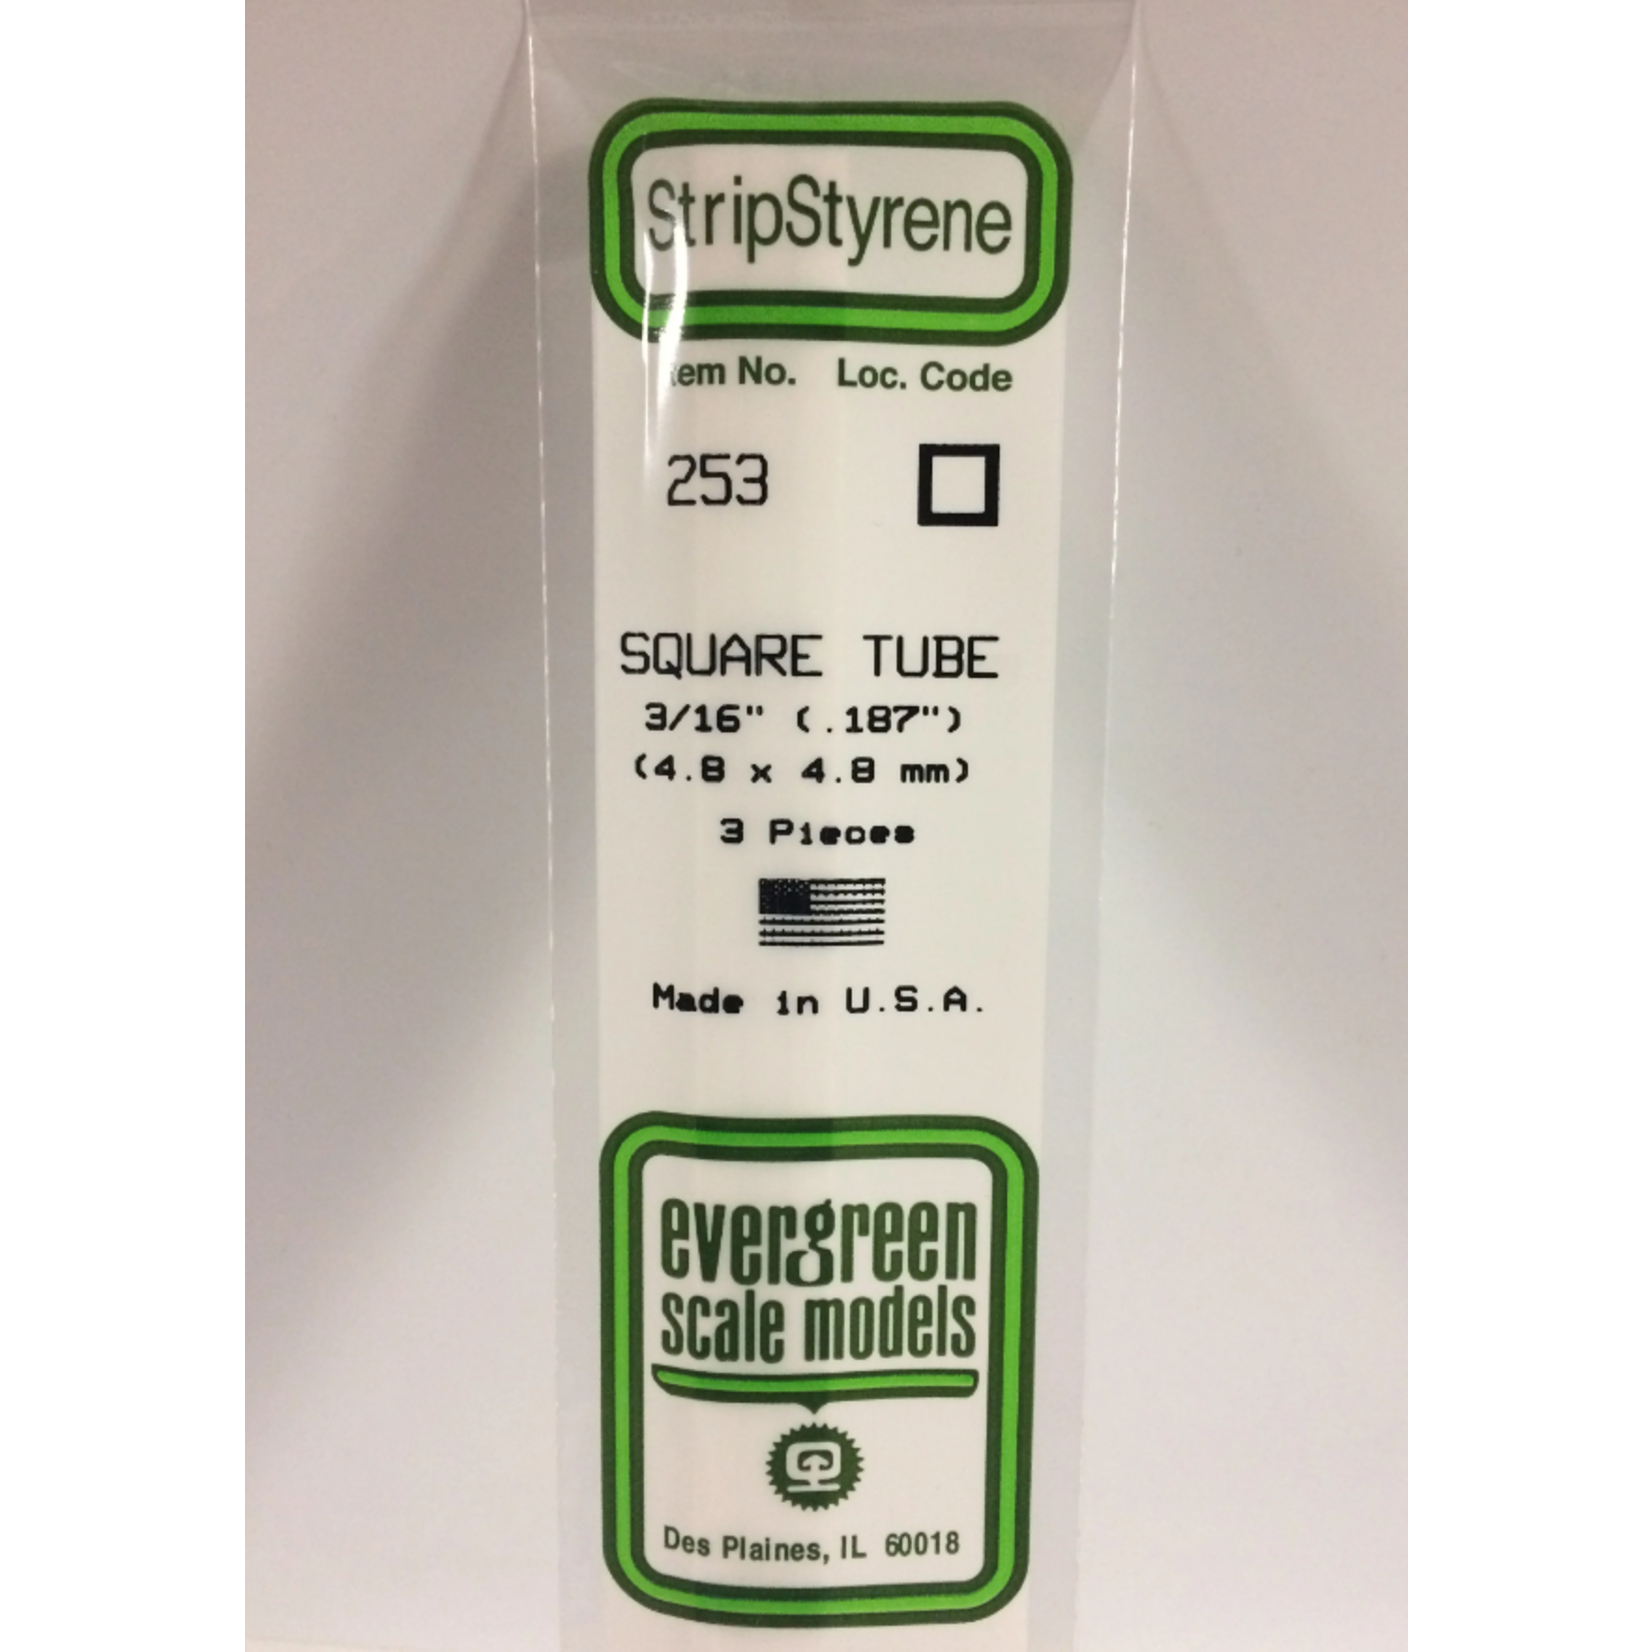 StripStyrene
Item No. Loc. Code
253
SQUARE TUBE
3/16" (.187")
(4.8 x 4.8 mm)
3 Pieces
Made in U.S.A.
evergreen
scale models
Des Plaines, IL 60018